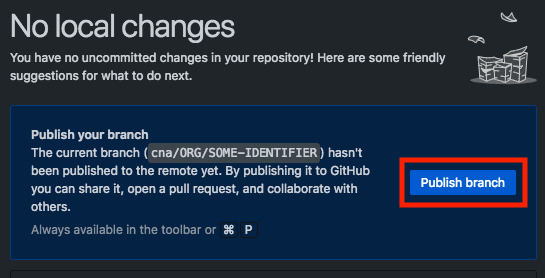 No local changes
You have no uncommitted changes in your repository! Here are some friendly
suggestions for what to do next.
Publish your branch
The current branch (cna/ORG/SOME-IDENTIFIER) hasn't
been published to the remote yet. By publishing it to GitHub
you can share it, open a pull request, and collaborate with
others.
Always available in the toolbar or ⌘ P
Publish branch